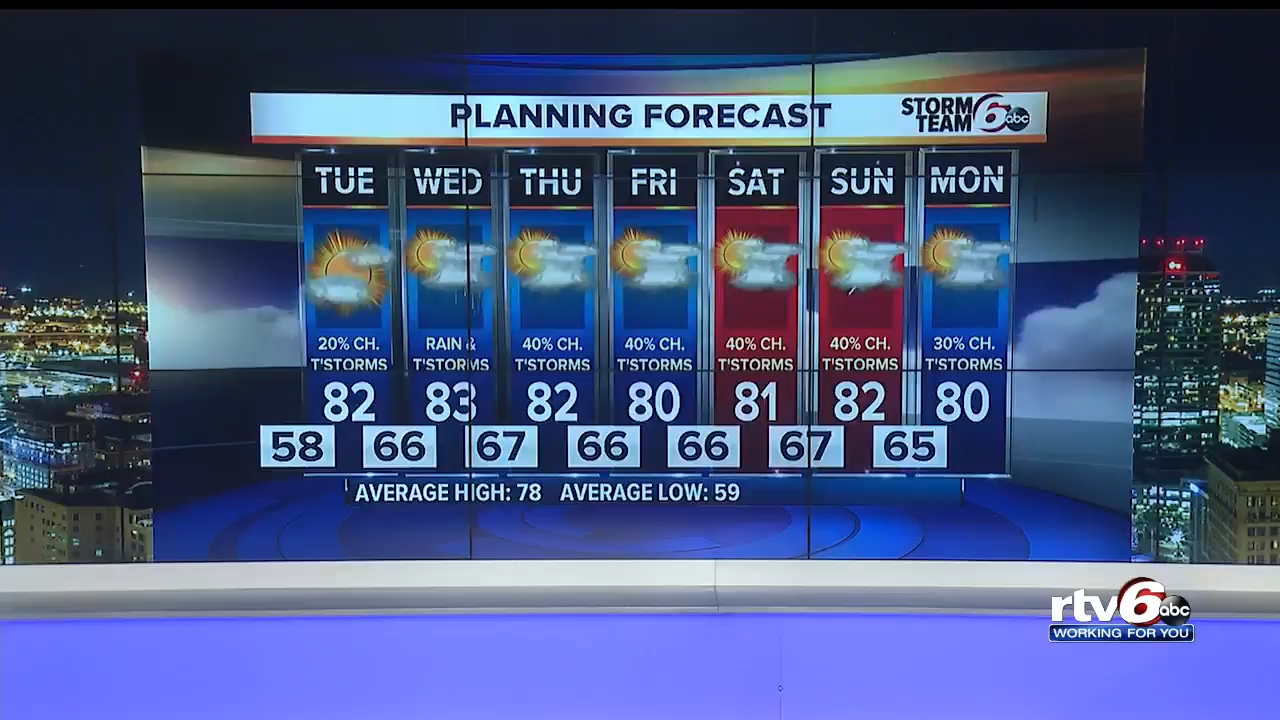 PLANNING FORECAST
STORM TEAM 6 abc
TUE WED THU FRI SAT SUN MON
20% CH. RAIN & 40% CH. 40% CH. 40% CH. 40% CH. 30% CH.
T'STORMS T'STORMS T'STORMS T'STORMS T'STORMS T'STORMS T'STORMS
82 83 82 80 81 82 80
58 66 67 66 66 67 65
AVERAGE HIGH: 78 AVERAGE LOW: 59
rtv6 abc
WORKING FOR YOU